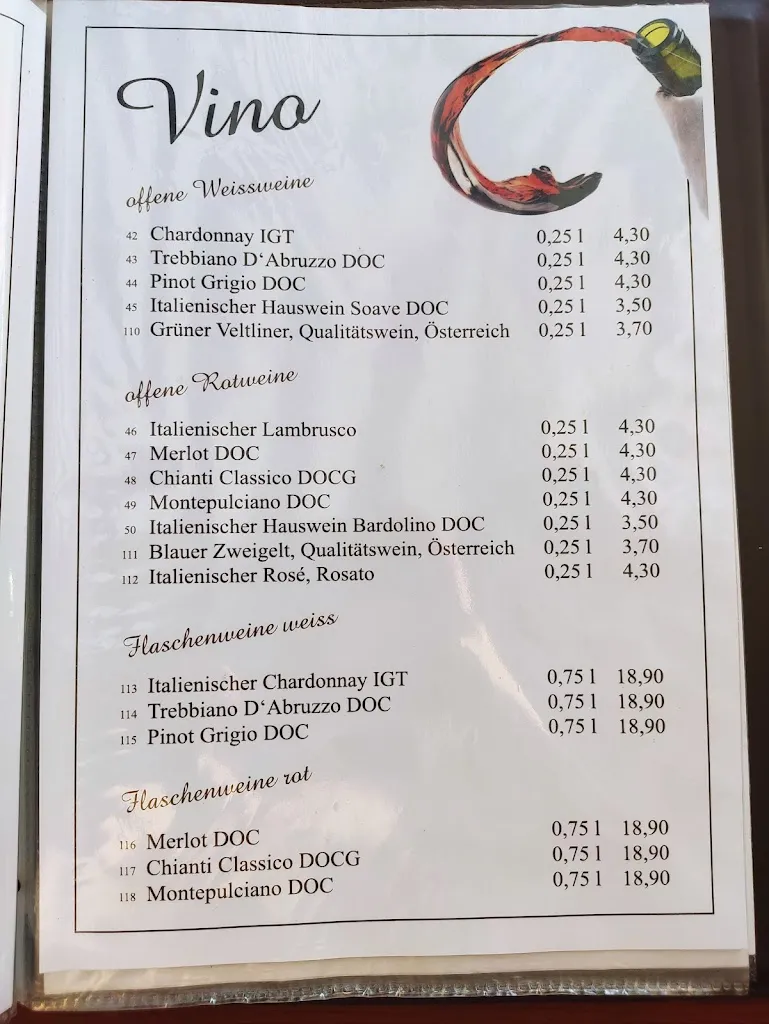 Vino
offene Weissweine
42 Chardonnay IGT 0,25 l 4,30
43 Trebbiano D'Abruzzo DOC 0,25 l 4,30
44 Pinot Grigio DOC 0,25 l 4,30
45 Italienischer Hauswein Soave DOC 0,25 l 3,50
110 Grüner Veltliner, Qualitätswein, Österreich 0,25 l 3,70
offene Rotweine
46 Italienischer Lambrusco 0,25 l 4,30
47 Merlot DOC 0,25 l 4,30
48 Chianti Classico DOCG 0,25 l 4,30
49 Montepulciano DOC 0,25 l 4,30
50 Italienischer Hauswein Bardolino DOC 0,25 l 3,50
111 Blauer Zweigelt, Qualitätswein, Österreich 0,25 l 3,70
112 Italienischer Rosé, Rosato 0,25 l 4,30
Flaschenweine weiss
113 Italienischer Chardonnay IGT 0,75 l 18,90
114 Trebbiano D'Abruzzo DOC 0,75 l 18,90
115 Pinot Grigio DOC 0,75 l 18,90
Flaschenweine rot
116 Merlot DOC 0,75 l 18,90
117 Chianti Classico DOCG 0,75 l 18,90
118 Montepulciano DOC 0,75 l 18,90